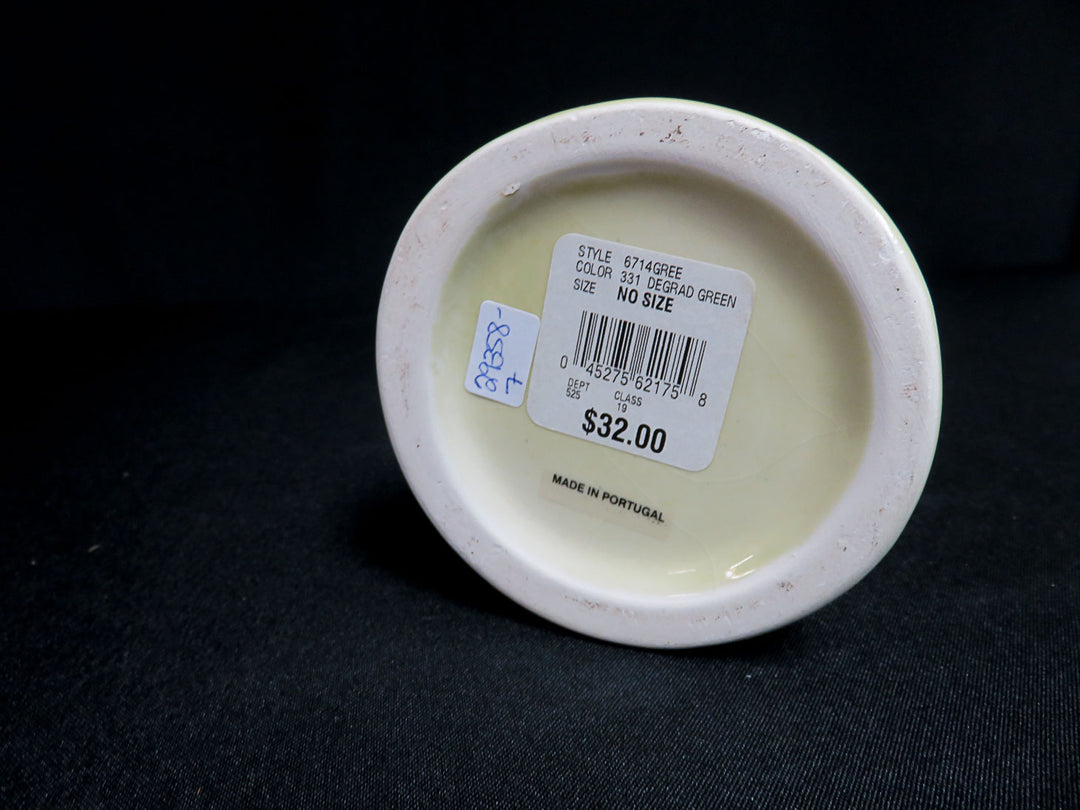 STYLE 6714GREE
COLOR 331 DEGRAD GREEN
SIZE NO SIZE
0 45275 62175 8
DEPT CLASS
525 19
$32.00
29358-
7
MADE IN PORTUGAL